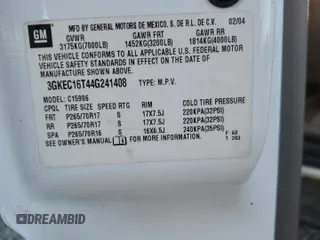 GM
MFD BY GENERAL MOTORS DE MEXICO, S. DE R.L. DE C.V. 02/04
GVWR GAWR FRT GAWR RR
3175KG(7000LB) 1452KG(3200LB) 1814KG(4000LB)
THIS VEHICLE CONFORMS TO ALL APPLICABLE U.S. FEDERAL
MOTOR VEHICLE SAFETY STANDARDS IN EFFECT ON THE DATE
OF MANUFACTURE SHOWN ABOVE.
3GKEC16T44G241408 TYPE: M.P.V.
MODEL: C15906
CPOL TIRE SIZE SPEED RTG RIM COLD TIRE PRESSURE
FRT P265/70R17 S 17X7.5J 220KPA(32PSI)
RR P265/70R17 S 17X7.5J 220KPA(32PSI)
SPA P265/70R16 S 16X6.5J 240KPA(35PSI)
SEE OWNER'S MANUAL FOR MORE INFORMATION.
DREAMBID